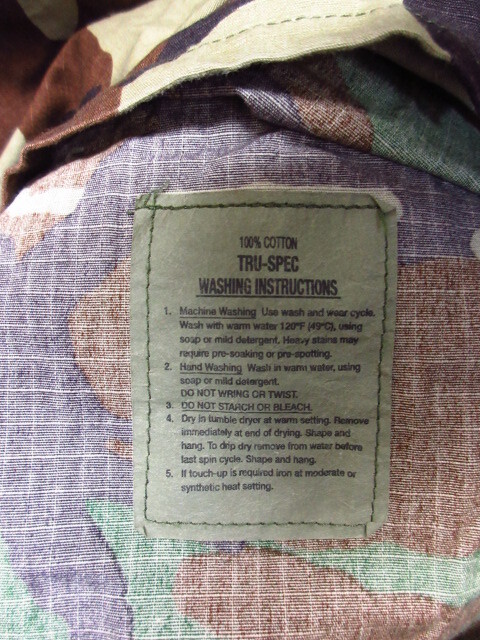 100% COTTON
TRU-SPEC
WASHING INSTRUCTIONS
1. Machine Washing Use wash and wear cycle.
Wash with warm water 120°F (49°C), using
soap or mild detergent. Heavy stains may
require pre-soaking or pre-spotting.
2. Hand Washing Wash in warm water, using
soap or mild detergent.
DO NOT WRING OR TWIST.
3. DO NOT STARCH OR BLEACH.
4. Dry in tumble dryer at warm setting. Remove
immediately at end of drying. Shape and
hang. To drip dry remove from water before
last spin cycle. Shape and hang.
5. If touch-up is required iron at moderate or
synthetic heat setting.